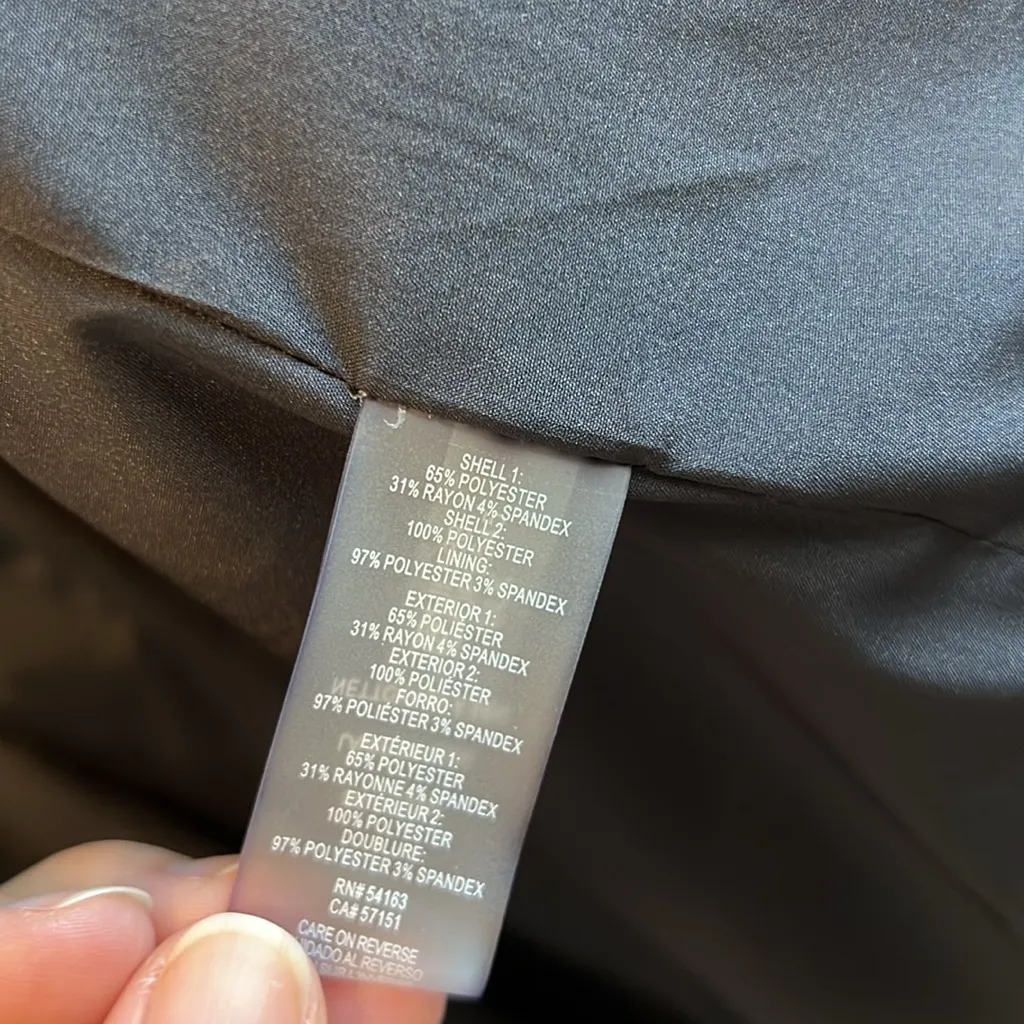 SHELL 1:
65% POLYESTER
31% RAYON 4% SPANDEX
SHELL 2:
100% POLYESTER
LINING:
97% POLYESTER 3% SPANDEX
EXTERIOR 1:
65% POLIÉSTER
31% RAYON 4% SPANDEX
EXTERIOR 2:
100% POLIÉSTER
FORRO:
97% POLIÉSTER 3% SPANDEX
EXTÉRIEUR 1:
65% POLYESTER
31% RAYONNE 4% SPANDEX
EXTÉRIEUR 2:
100% POLYESTER
DOUBLURE:
97% POLYESTER 3% SPANDEX
RN# 54163
CA# 57151
CARE ON REVERSE
AL REVERSO